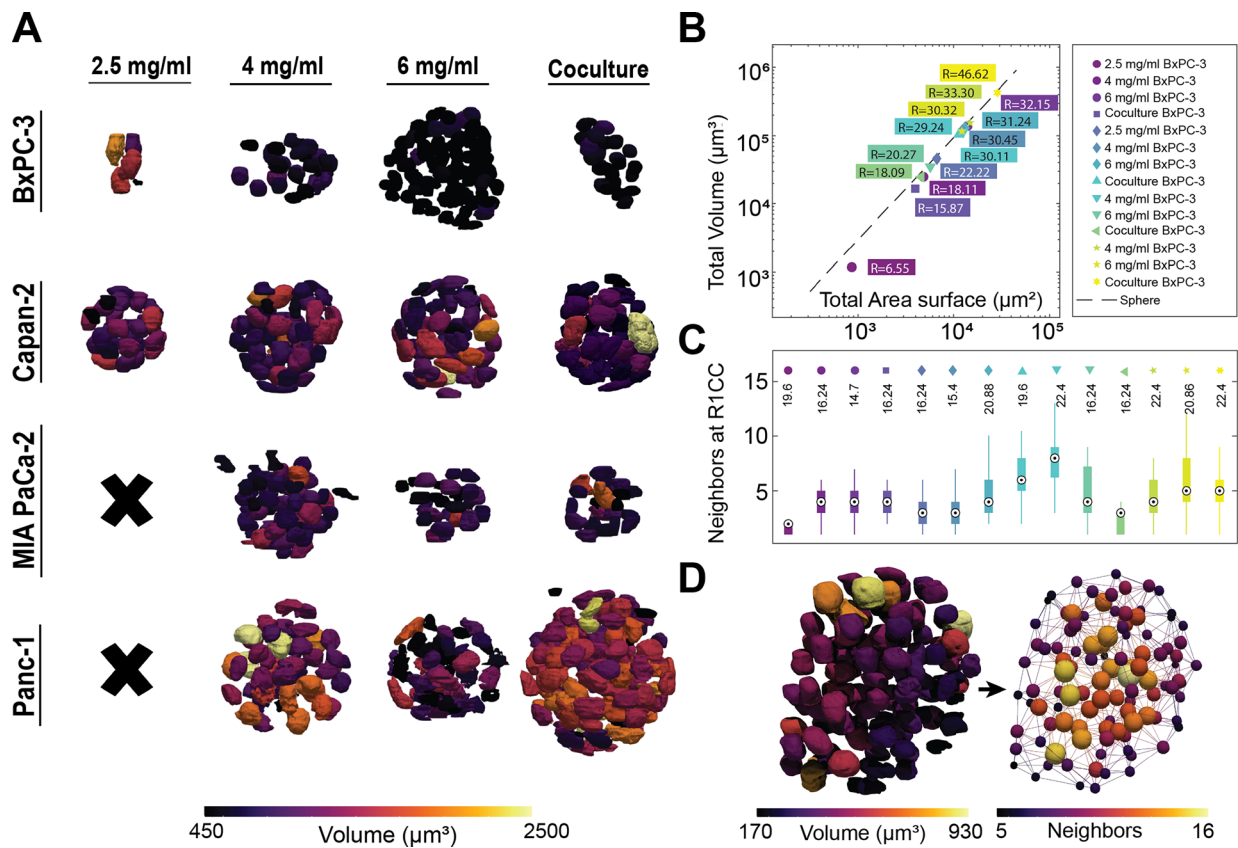 A
2.5 mg/ml
4 mg/ml
6 mg/ml
Coculture
BxPC-3
Capan-2
MIA PaCa-2
Panc-1
450
Volume (µm³)
2500
B
Total Volume (µm³)
10⁶
10⁵
10⁴
10³
R=46.62
R=33.30
R=32.15
R=30.32
R=31.24
R=29.24
R=30.45
R=20.27
R=30.11
R=18.09
R=22.22
R=18.11
R=15.87
R=6.55
Total Area surface (µm²)
10³
10⁴
10⁵
2.5 mg/ml BxPC-3
4 mg/ml BxPC-3
6 mg/ml BxPC-3
Coculture BxPC-3
2.5 mg/ml BxPC-3
4 mg/ml BxPC-3
6 mg/ml BxPC-3
Coculture BxPC-3
4 mg/ml BxPC-3
6 mg/ml BxPC-3
Coculture BxPC-3
4 mg/ml BxPC-3
6 mg/ml BxPC-3
Coculture BxPC-3
Sphere
C
Neighbors at R1CC
15
10
5
19.6
16.24
14.7
16.24
16.24
15.4
20.88
19.6
22.4
16.24
16.24
22.4
20.86
22.4
D
170
Volume (µm³)
930
5
Neighbors
16